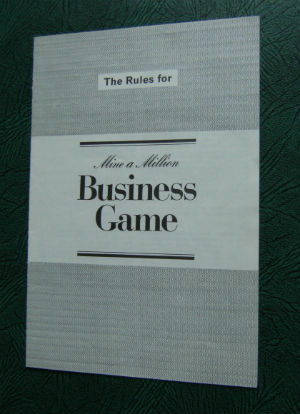 The Rules for
Mine a Million
Business
Game